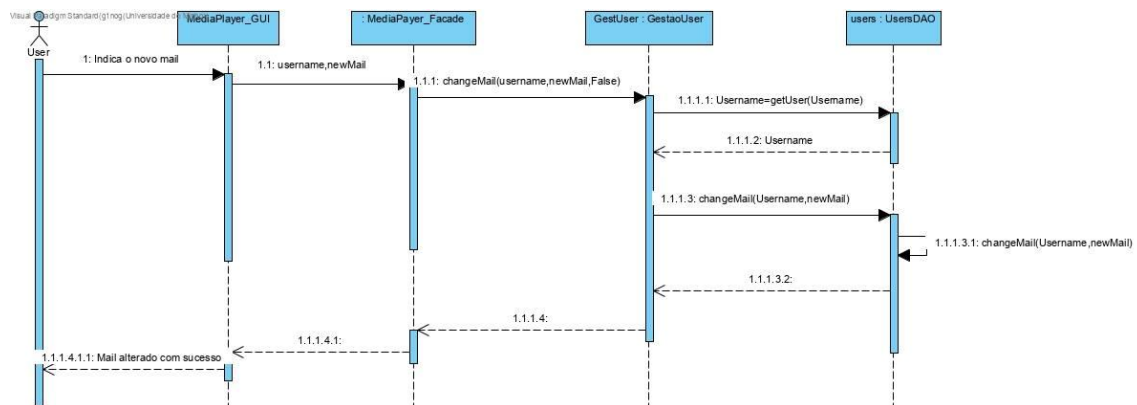 Visual Paradigm Standard(g1nog(Universidade do
MediaPlayer_GUI
: MediaPayer_Facade
GestUser : GestaoUser
users : UsersDAO
User
1: Indica o novo mail
1.1: username,newMail
1.1.1: changeMail(username,newMail,False)
1.1.1.1: Username=getUser(Username)
1.1.1.2: Username
1.1.1.3: changeMail(Username,newMail)
1.1.1.3.1: changeMail(Username,newMail)
1.1.1.3.2:
1.1.1.4:
1.1.1.4.1:
1.1.1.4.1.1: Mail alterado com sucesso